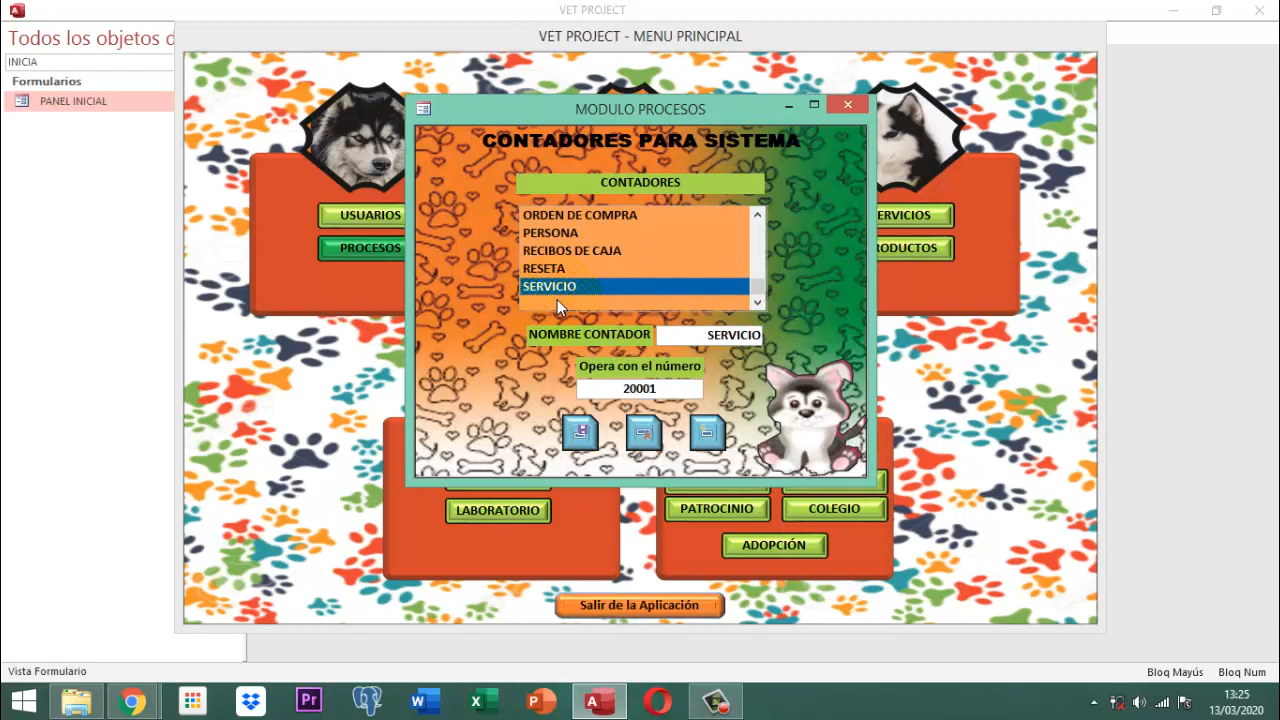 VET PROJECT
Todos los objetos d
INICIA
Formularios
PANEL INICIAL
VET PROJECT - MENU PRINCIPAL
MODULO PROCESOS
CONTADORES PARA SISTEMA
CONTADORES
ORDEN DE COMPRA
PERSONA
RECIBOS DE CAJA
RESETA
SERVICIO
NOMBRE CONTADOR
SERVICIO
Opera con el número
20001
USUARIOS
PROCESOS
ERVICIOS
RODUCTOS
LABORATORIO
PATROCINIO
COLEGIO
ADOPCIÓN
Salir de la Aplicación
Vista Formulario
Bloq Mayús
Bloq Num
Pr
W
X
P
A
13:25
13/03/2020